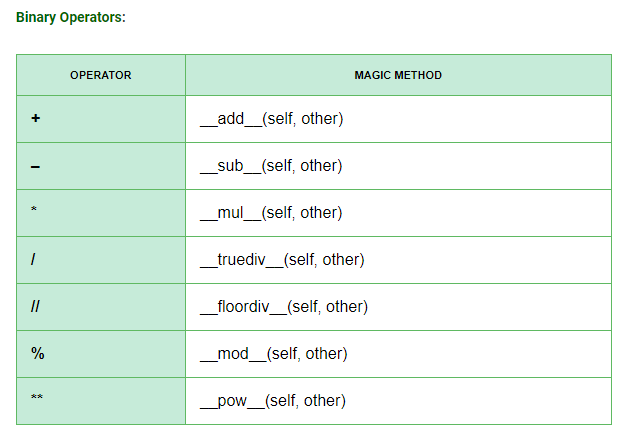 Binary Operators:
OPERATOR MAGIC METHOD
+ __add__(self, other)
– __sub__(self, other)
* __mul__(self, other)
/ __truediv__(self, other)
// __floordiv__(self, other)
% __mod__(self, other)
** __pow__(self, other)